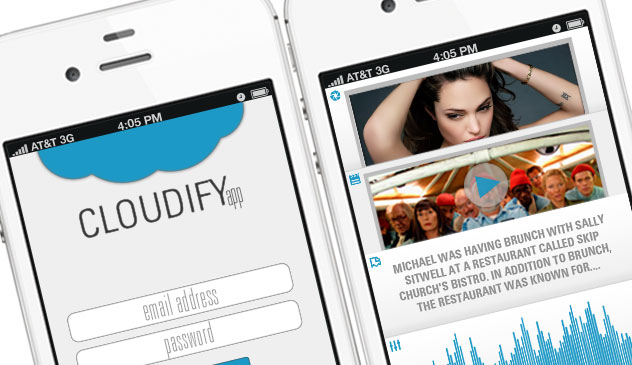 AT&T 3G
4:05 PM
CLOUDIFY app
email address
password
AT&T 3G
4:05 PM
MICHAEL WAS HAVING BRUNCH WITH SALLY
SITWELL AT A RESTAURANT CALLED SKIP
CHURCH'S BISTRO. IN ADDITION TO BRUNCH,
THE RESTAURANT WAS KNOWN FOR....